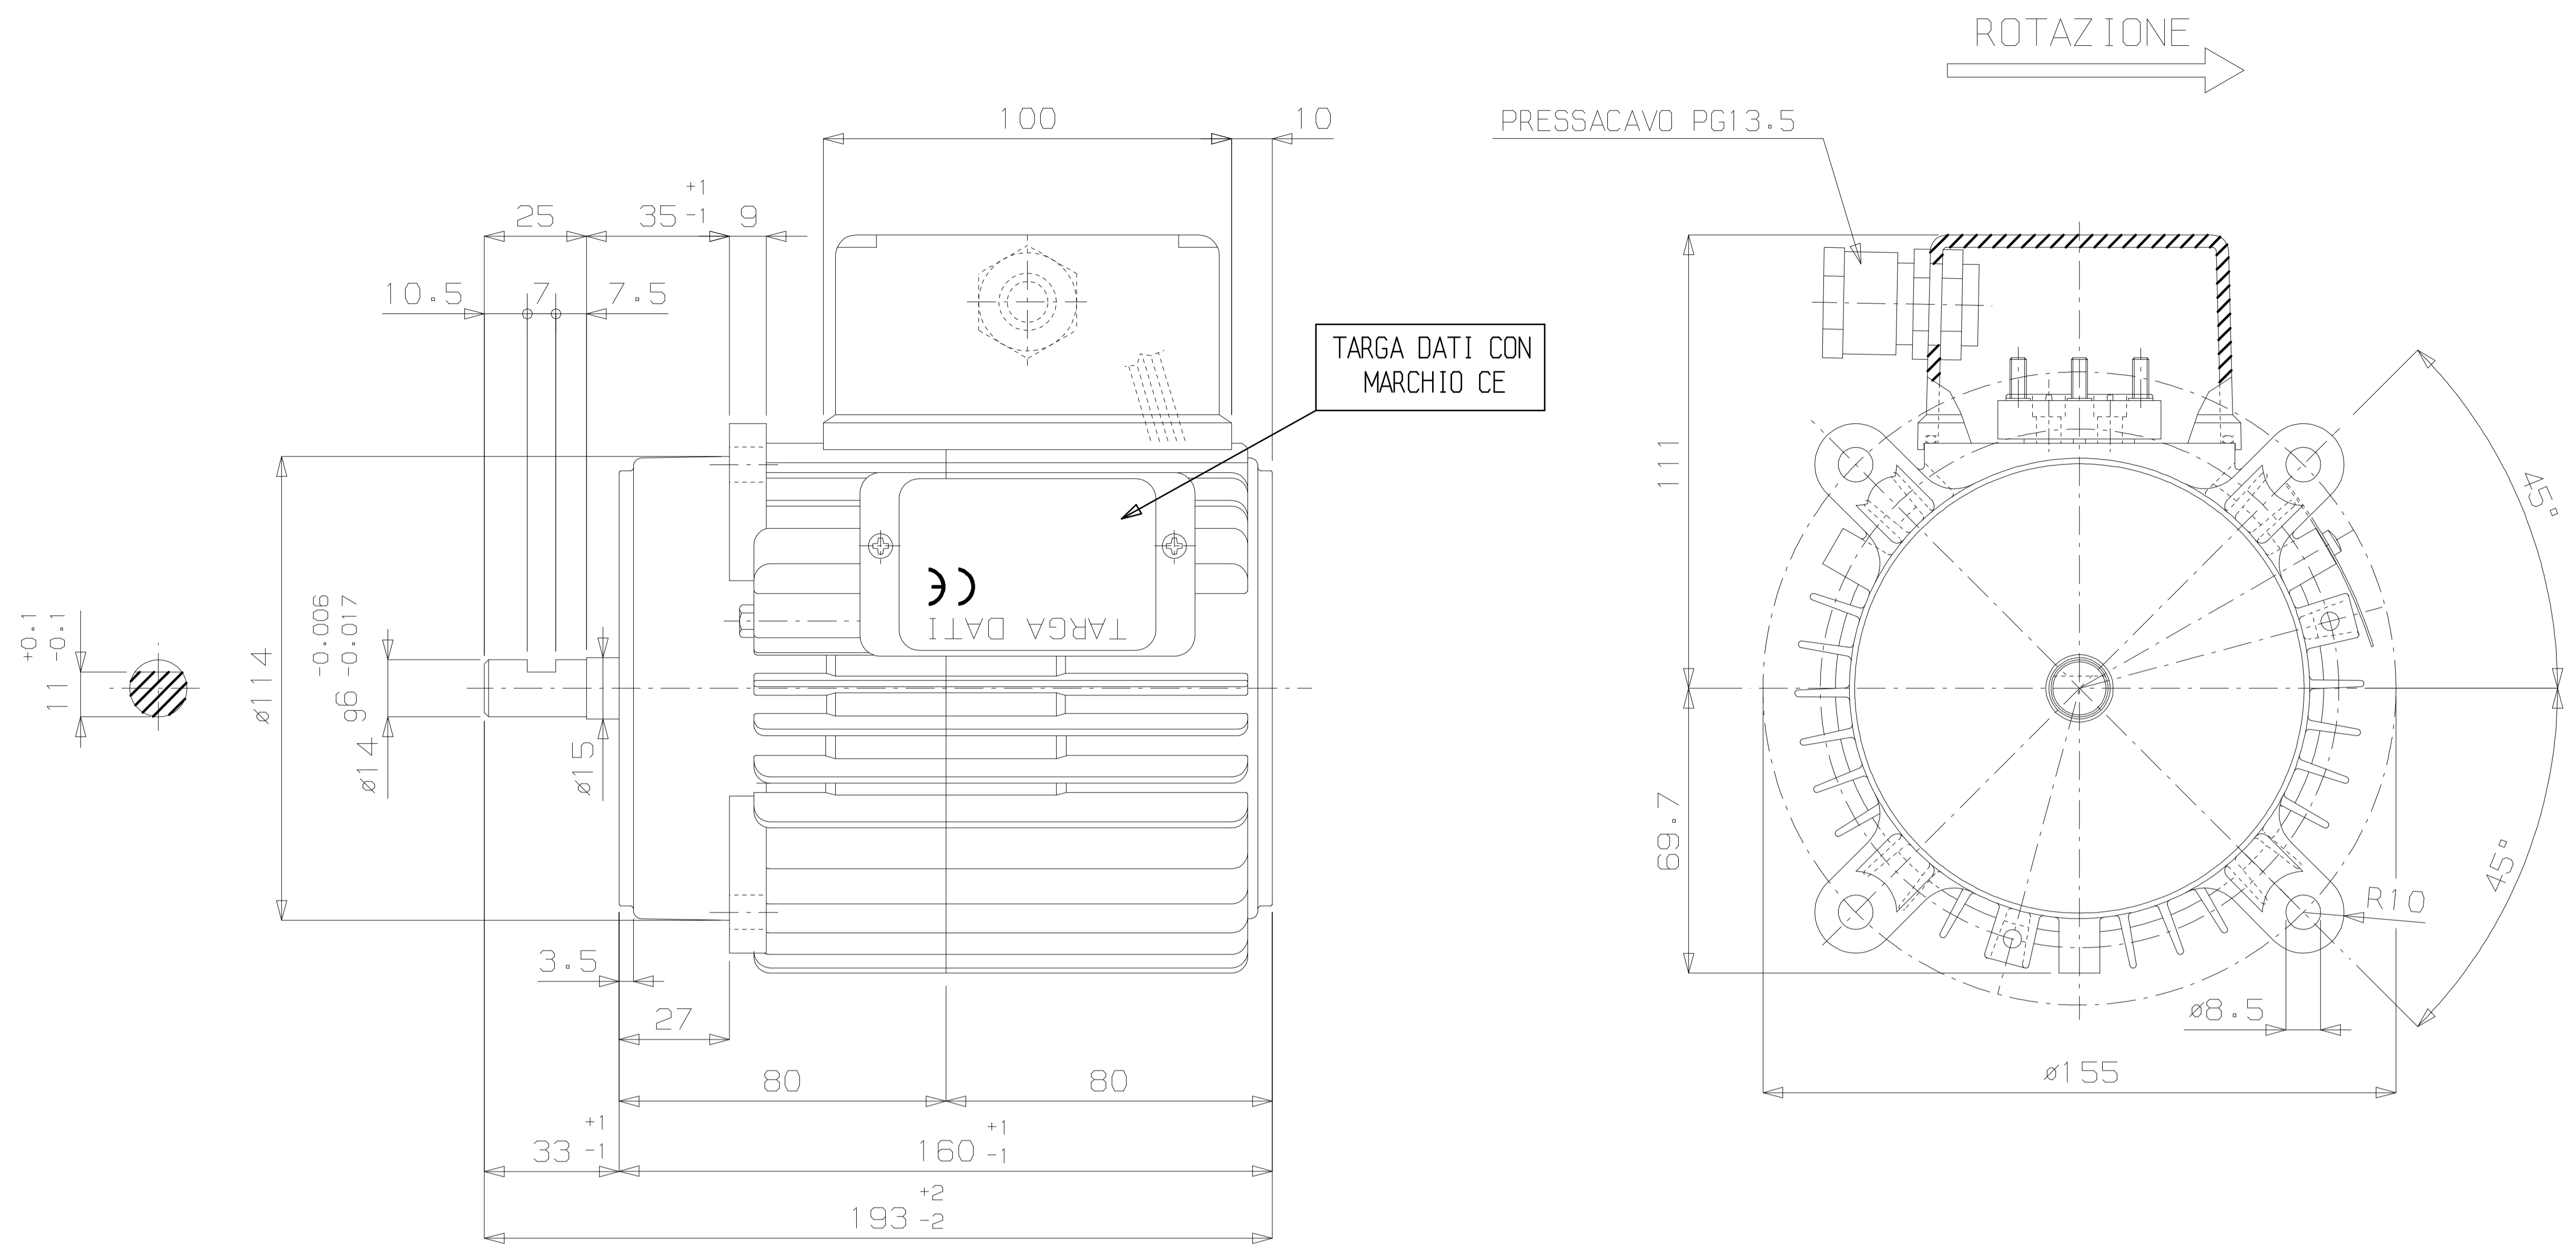 ROTAZIONE
100
10
PRESSACAVO PG13.5
25
35 +1 -1
9
10.5
7
7.5
TARGA DATI CON
MARCHIO CE
111
45°
CE
TARGA DATI
11 +0.1 -0.1
ø114
ø14 g6 -0.006 -0.017
ø15
69.7
45°
R10
3.5
27
ø8.5
80
80
ø155
33 +1 -1
160 +1 -1
193 +2 -2